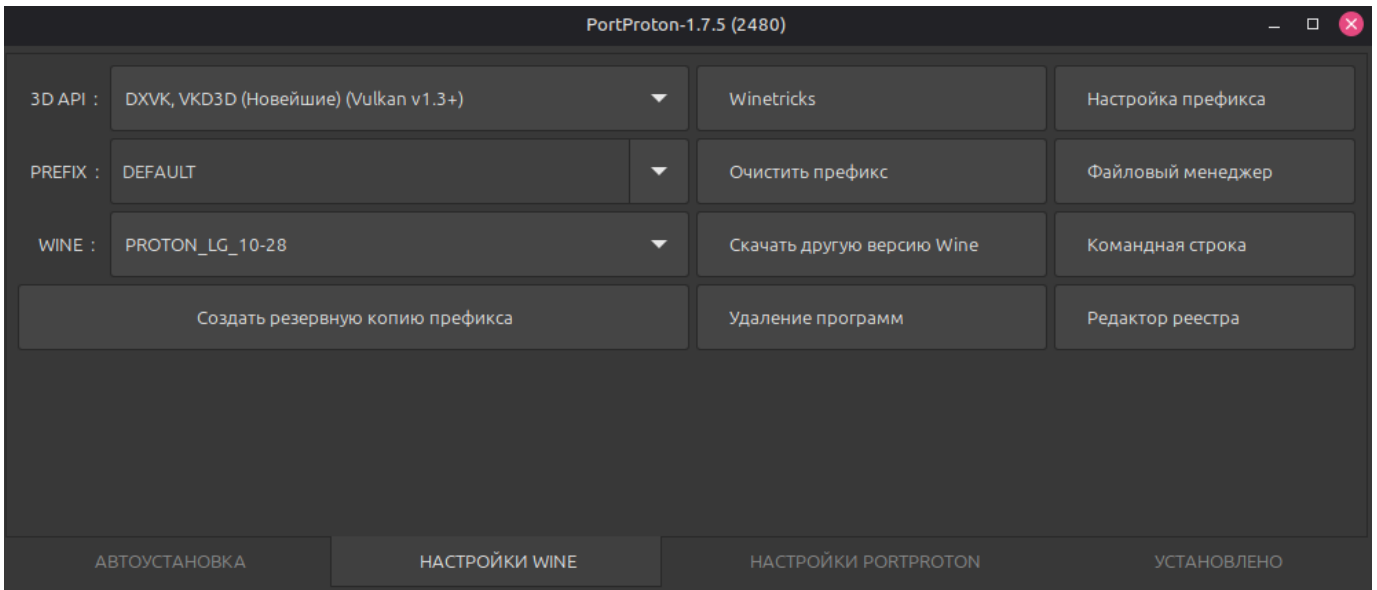 PortProton-1.7.5 (2480)
3D API : DXVK, VKD3D (Новейшие) (Vulkan v1.3+) Winetricks Настройка префикса
PREFIX : DEFAULT Очистить префикс Файловый менеджер
WINE : PROTON_LG_10-28 Скачать другую версию Wine Командная строка
Создать резервную копию префикса Удаление программ Редактор реестра
АВТОУСТАНОВКА НАСТРОЙКИ WINE НАСТРОЙКИ PORTPROTON УСТАНОВЛЕНО